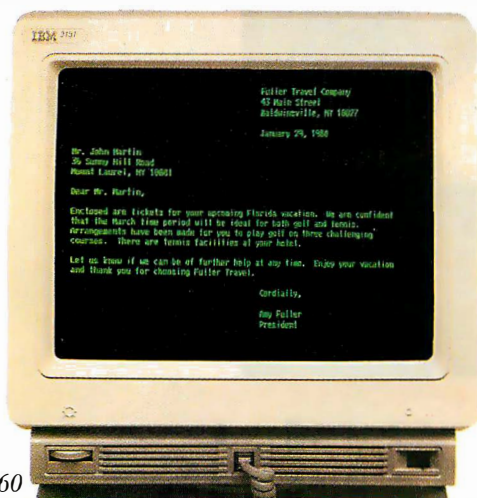 IBM 3151
Fuller Travel Company
43 Main Street
Baldwinsville, NY 10027
January 29, 1988
Mr. John Martin
36 Sunny Hill Road
Mount Laurel, NY 10001
Dear Mr. Martin,
Enclosed are tickets for your upcoming Florida vacation. We are confident
that the March time period will be ideal for both golf and tennis.
Arrangements have been made for you to play golf on three challenging
courses. There are tennis facilities at your hotel.
Let us know if we can be of further help at any time. Enjoy your vacation
and thank you for choosing Fuller Travel.
Cordially,
Amy Fuller
President
60